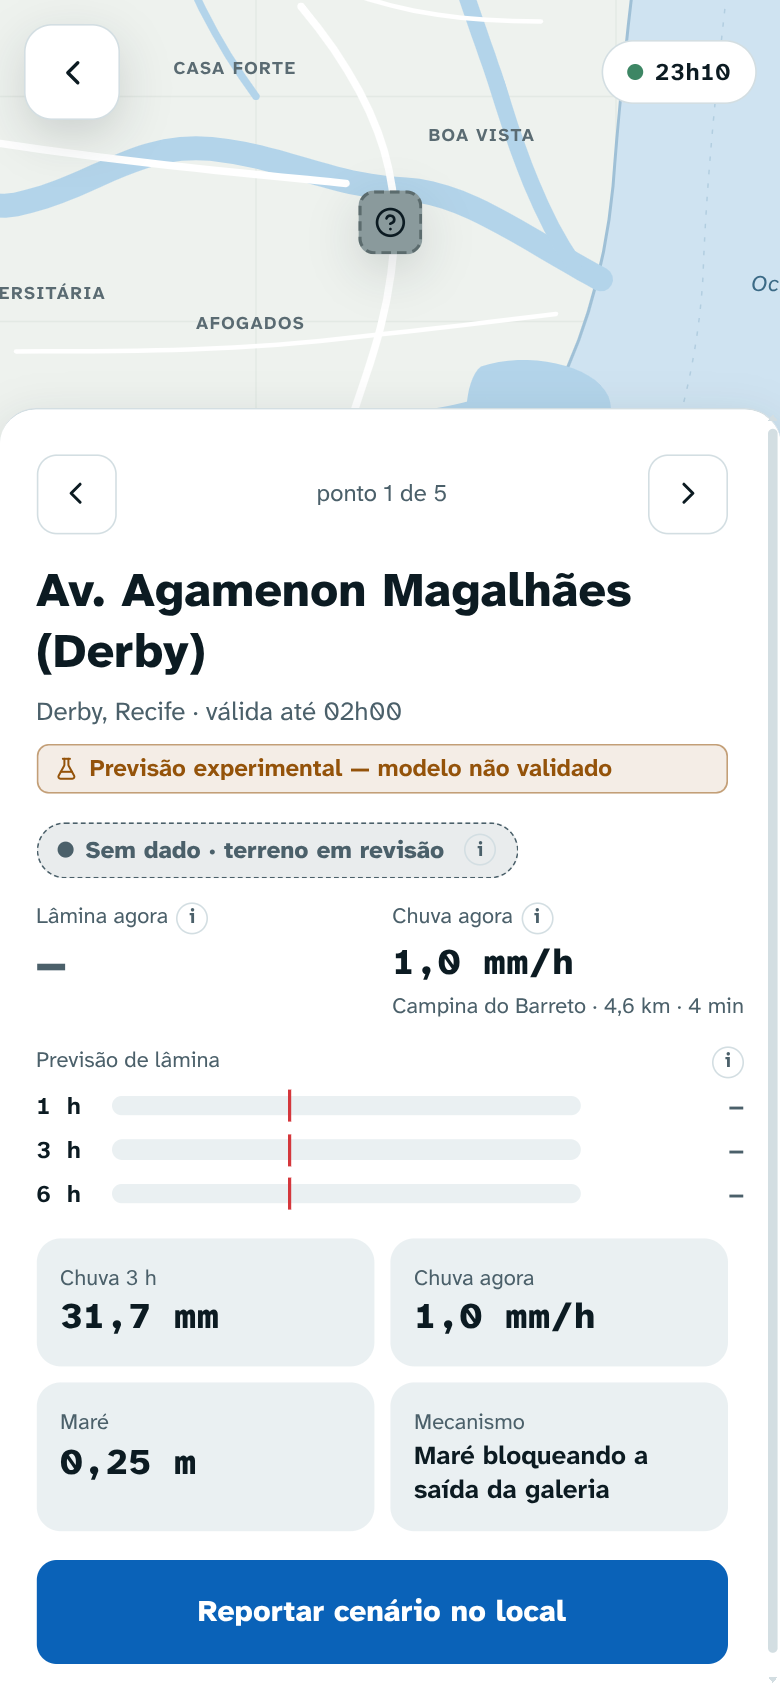 CASA FORTE
23h10
BOA VISTA
ERSITÁRIA
Oc
AFOGADOS
ponto 1 de 5
Av. Agamenon Magalhães
(Derby)
Derby, Recife · válida até 02h00
Previsão experimental — modelo não validado
Sem dado · terreno em revisão i
Lâmina agora i
–
Chuva agora i
1,0 mm/h
Campina do Barreto · 4,6 km · 4 min
Previsão de lâmina i
1 h –
3 h –
6 h –
Chuva 3 h
31,7 mm
Chuva agora
1,0 mm/h
Maré
0,25 m
Mecanismo
Maré bloqueando a
saída da galeria
Reportar cenário no local